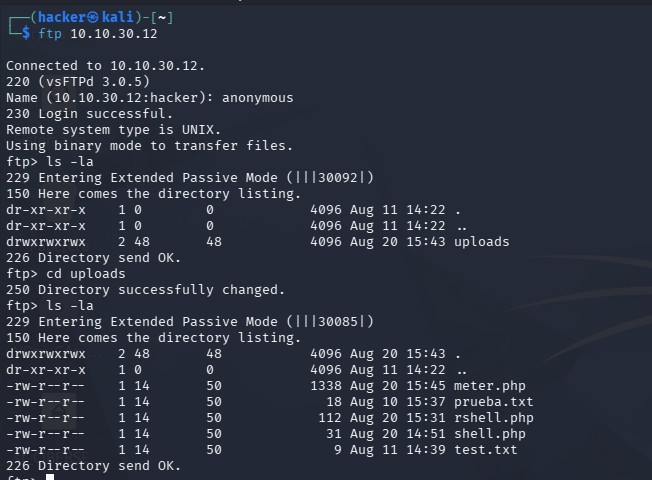 ┌──(hacker㉿kali)-[~]
└─$ ftp 10.10.30.12
Connected to 10.10.30.12.
220 (vsFTPd 3.0.5)
Name (10.10.30.12:hacker): anonymous
230 Login successful.
Remote system type is UNIX.
Using binary mode to transfer files.
ftp> ls -la
229 Entering Extended Passive Mode (|||30092|)
150 Here comes the directory listing.
dr-xr-xr-x    1 0        0            4096 Aug 11 14:22 .
dr-xr-xr-x    1 0        0            4096 Aug 11 14:22 ..
drwxrwxrwx    2 48       48           4096 Aug 20 15:43 uploads
226 Directory send OK.
ftp> cd uploads
250 Directory successfully changed.
ftp> ls -la
229 Entering Extended Passive Mode (|||30085|)
150 Here comes the directory listing.
drwxrwxrwx    2 48       48           4096 Aug 20 15:43 .
dr-xr-xr-x    1 0        0            4096 Aug 11 14:22 ..
-rw-r--r--    1 14       50           1338 Aug 20 15:45 meter.php
-rw-r--r--    1 14       50             18 Aug 10 15:37 prueba.txt
-rw-r--r--    1 14       50            112 Aug 20 15:31 rshell.php
-rw-r--r--    1 14       50             31 Aug 20 14:51 shell.php
-rw-r--r--    1 14       50              9 Aug 11 14:39 test.txt
226 Directory send OK.
ftp>